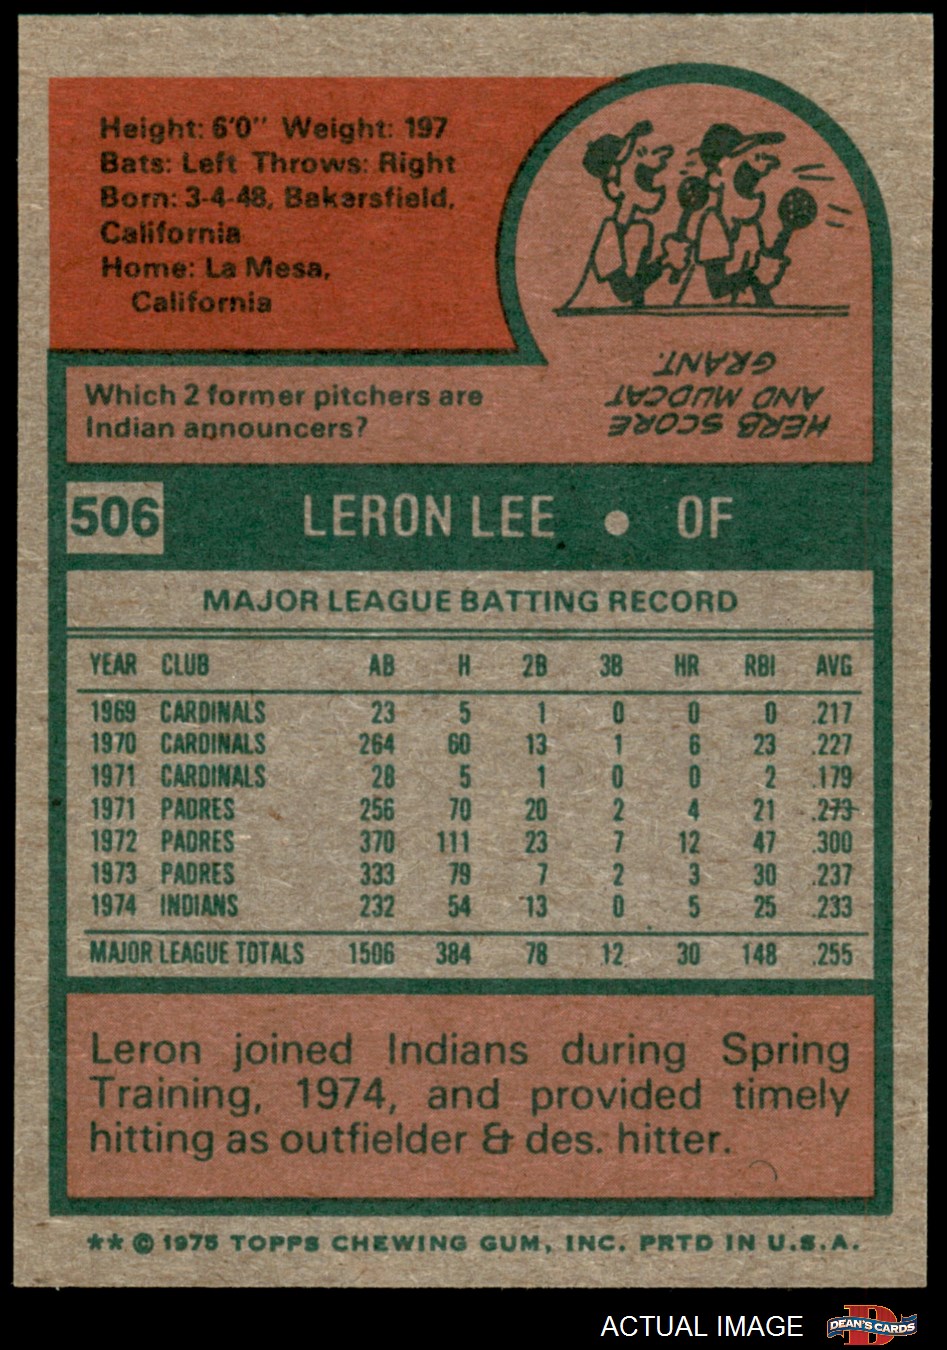 Height: 6'0" Weight: 197
Bats: Left Throws: Right
Born: 3-4-48, Bakersfield,
California
Home: La Mesa,
California
Which 2 former pitchers are
Indian announcers?
HERB SCORE
AND MUDCAT
GRANT.
506 LERON LEE • OF
MAJOR LEAGUE BATTING RECORD
YEAR CLUB AB H 2B 3B HR RBI AVG
1969 CARDINALS 23 5 1 0 0 0 .217
1970 CARDINALS 264 60 13 1 6 23 .227
1971 CARDINALS 28 5 1 0 0 2 .179
1971 PADRES 256 70 20 2 4 21 .273
1972 PADRES 370 111 23 7 12 47 .300
1973 PADRES 333 79 7 2 3 30 .237
1974 INDIANS 232 54 13 0 5 25 .233
MAJOR LEAGUE TOTALS 1506 384 78 12 30 148 .255
Leron joined Indians during Spring
Training, 1974, and provided timely
hitting as outfielder & des. hitter.
** © 1975 TOPPS CHEWING GUM, INC. PRTD IN U.S.A.
ACTUAL IMAGE
D
DEAN'S CARDS